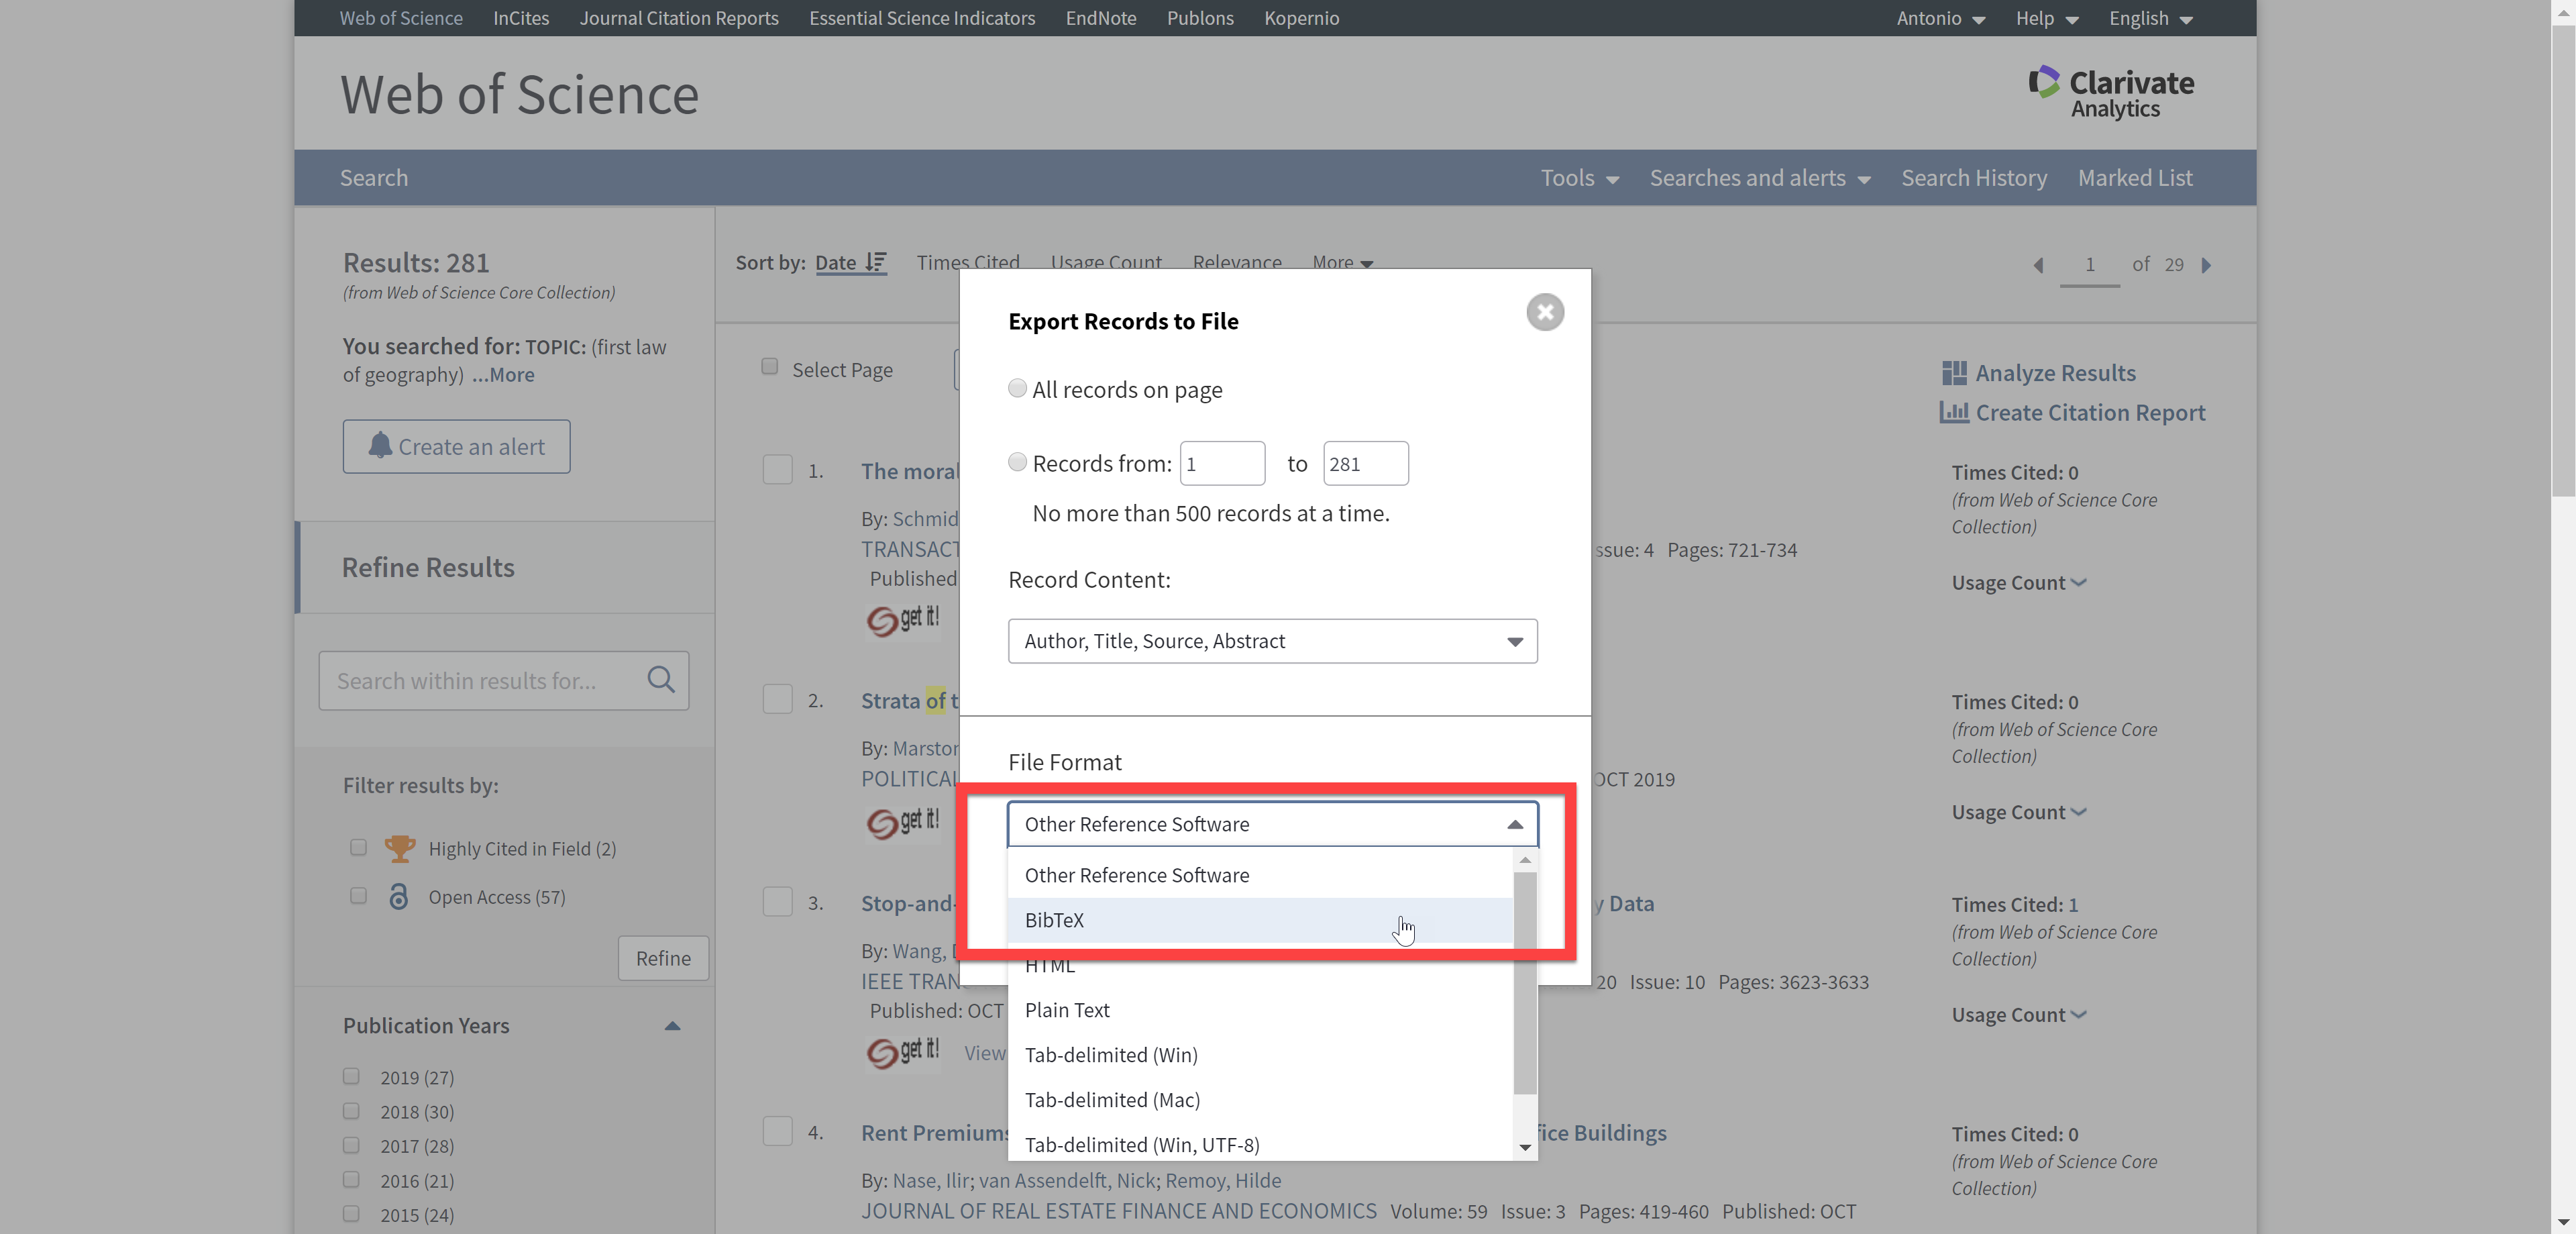 Web of Science InCites Journal Citation Reports Essential Science Indicators EndNote Publons Kopernio Antonio Help English
Web of Science
Clarivate
Analytics
Search Tools Searches and alerts Search History Marked List
Results: 281
(from Web of Science Core Collection)
You searched for: TOPIC: (first law
of geography) ...More
Create an alert
Refine Results
Search within results for...
Filter results by:
Highly Cited in Field (2)
Open Access (57)
Refine
Publication Years
2019 (27)
2018 (30)
2017 (28)
2016 (21)
2015 (24)
Sort by: Date Times Cited Usage Count Relevance More
1 of 29
Select Page
1. The moral
By: Schmid
TRANSACT
ssue: 4 Pages: 721-734
Published
get it!
2. Strata of t
By: Marstor
POLITICAL
OCT 2019
get it!
3. Stop-and-
y Data
By: Wang,
IEEE TRAN
20 Issue: 10 Pages: 3623-3633
Published: OCT
get it! View
4. Rent Premiums
fice Buildings
By: Nase, Ilir; van Assendelft, Nick; Remoy, Hilde
JOURNAL OF REAL ESTATE FINANCE AND ECONOMICS Volume: 59 Issue: 3 Pages: 419-460 Published: OCT
Export Records to File
All records on page
Records from: 1 to 281
No more than 500 records at a time.
Record Content:
Author, Title, Source, Abstract
File Format
Other Reference Software
Other Reference Software
BibTeX
HTML
Plain Text
Tab-delimited (Win)
Tab-delimited (Mac)
Tab-delimited (Win, UTF-8)
Analyze Results
Create Citation Report
Times Cited: 0
(from Web of Science Core
Collection)
Usage Count
Times Cited: 0
(from Web of Science Core
Collection)
Usage Count
Times Cited: 1
(from Web of Science Core
Collection)
Usage Count
Times Cited: 0
(from Web of Science Core
Collection)